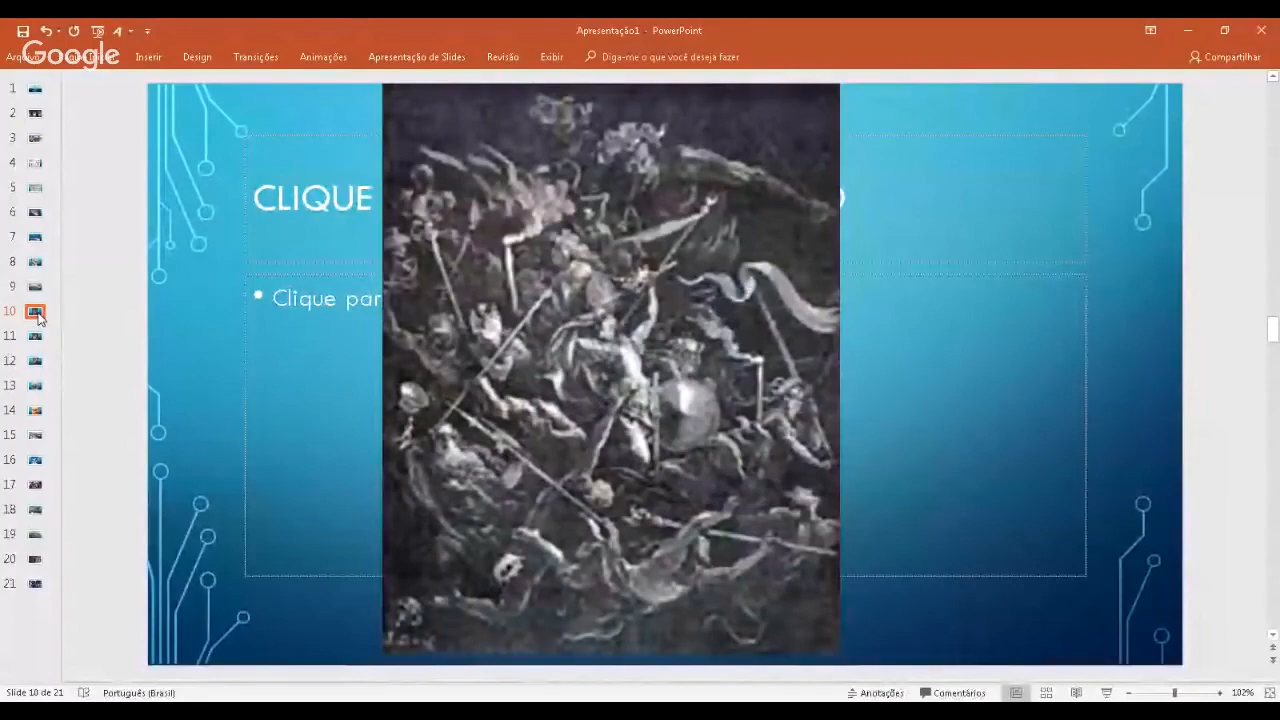 Apresentação1 - PowerPoint
Google
Inserir
Design
Transições
Animações
Apresentação de Slides
Revisão
Exibir
Diga-me o que você deseja fazer
Compartilhar
1
2
3
4
5
6
7
8
9
10
11
12
13
14
15
16
17
18
19
20
21
CLIQUE
O
• Clique par
Slide 10 de 21
Português (Brasil)
Anotações
Comentários
102%